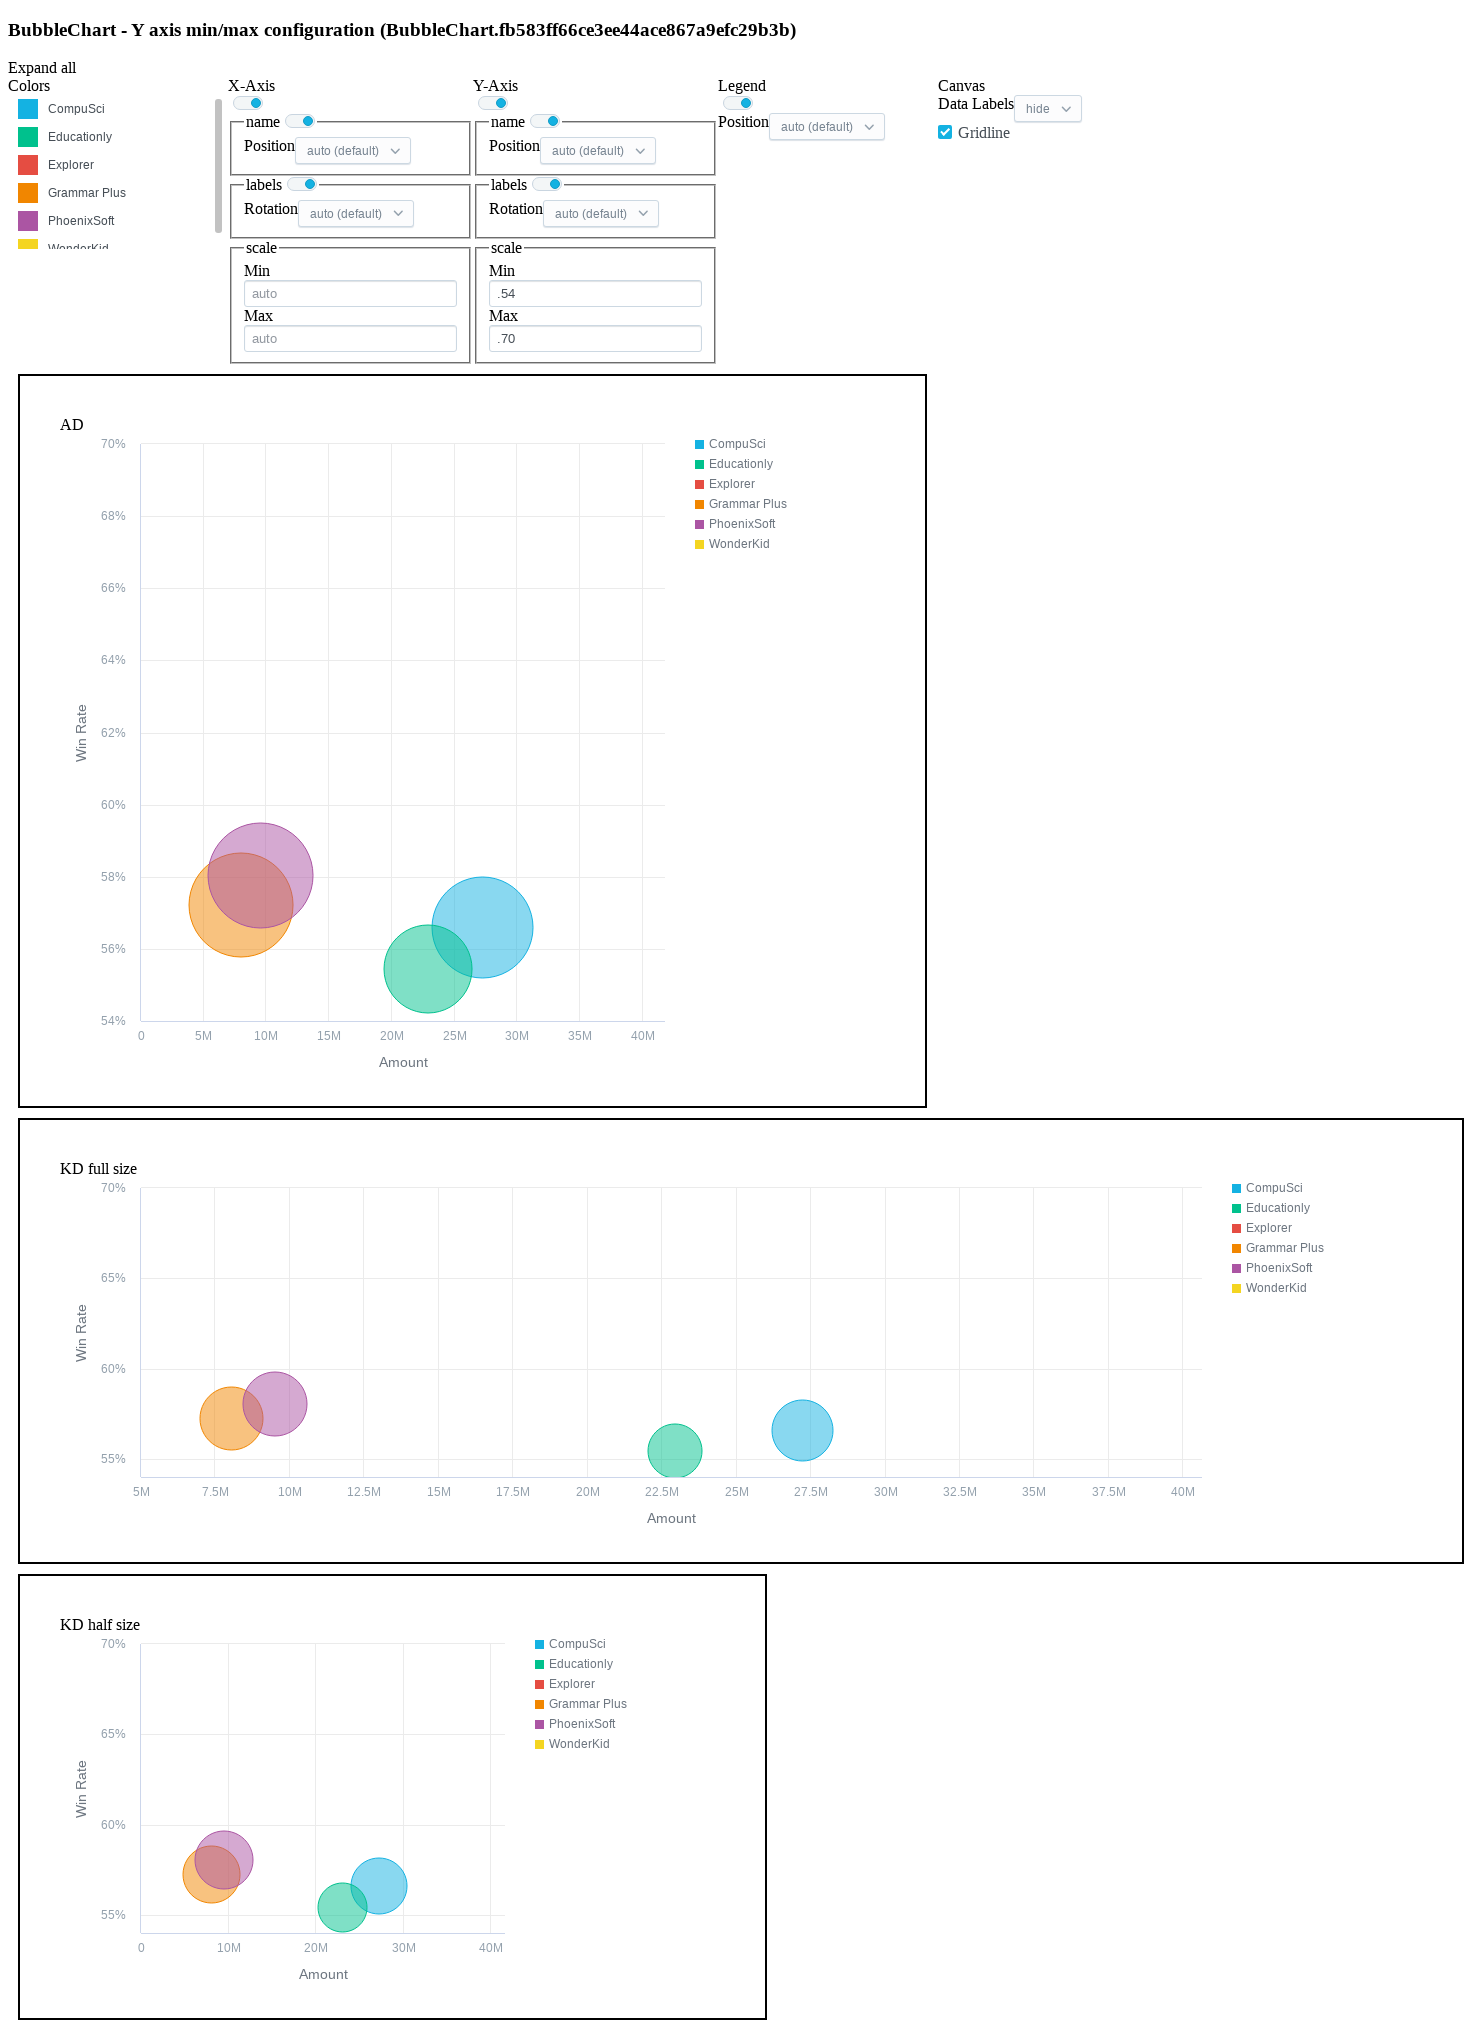 BubbleChart - Y axis min/max configuration (BubbleChart.fb583ff66ce3ee44ace867a9efc29b3b)
Expand all
Colors
CompuSci
Educationly
Explorer
Grammar Plus
PhoenixSoft
WonderKid
X-Axis
name
Position auto (default)
labels
Rotation auto (default)
scale
Min
auto
Max
auto
Y-Axis
name
Position auto (default)
labels
Rotation auto (default)
scale
Min
.54
Max
.70
Legend
Position auto (default)
Canvas
Data Labels hide
Gridline
AD
70%
68%
66%
64%
62%
60%
58%
56%
54%
Win Rate
0 5M 10M 15M 20M 25M 30M 35M 40M
Amount
CompuSci
Educationly
Explorer
Grammar Plus
PhoenixSoft
WonderKid
KD full size
70%
65%
60%
55%
Win Rate
5M 7.5M 10M 12.5M 15M 17.5M 20M 22.5M 25M 27.5M 30M 32.5M 35M 37.5M 40M
Amount
CompuSci
Educationly
Explorer
Grammar Plus
PhoenixSoft
WonderKid
KD half size
70%
65%
60%
55%
Win Rate
0 10M 20M 30M 40M
Amount
CompuSci
Educationly
Explorer
Grammar Plus
PhoenixSoft
WonderKid